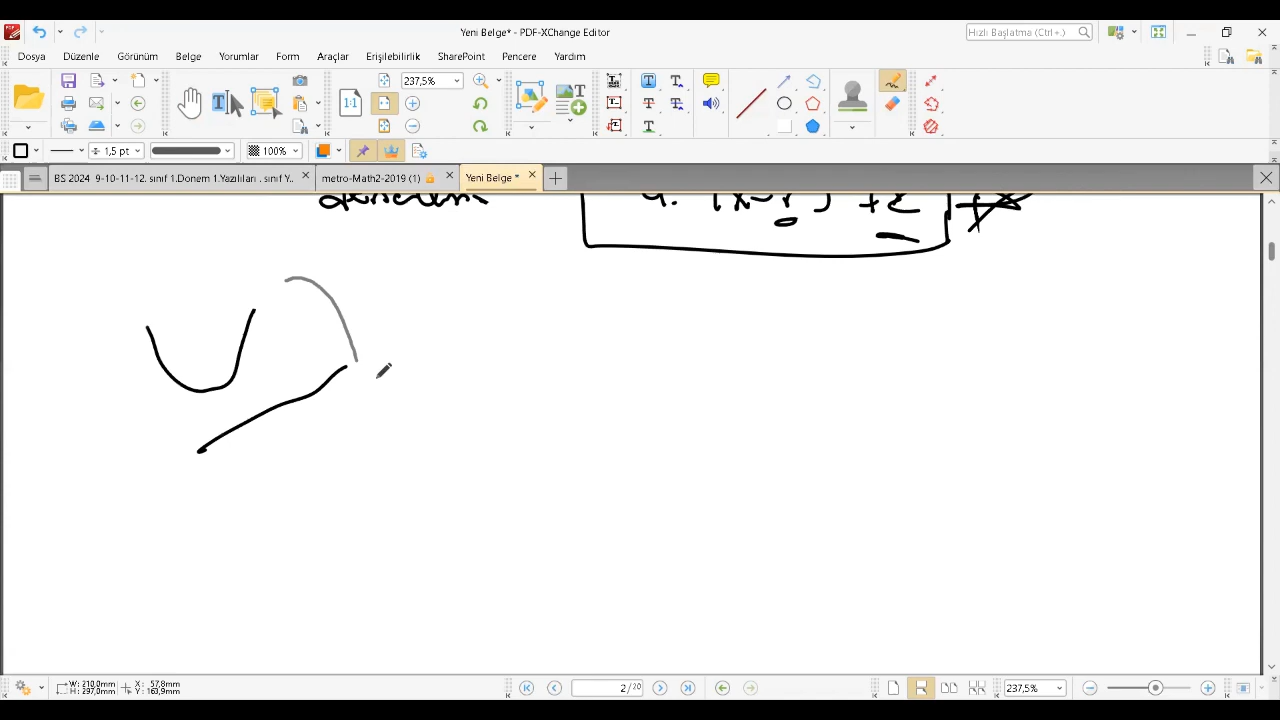 Yeni Belge* - PDF-XChange Editor
Hızlı Başlatma (Ctrl+.)
Dosya Düzenle Görünüm Belge Yorumlar Form Araçlar Erişilebilirlik SharePoint Pencere Yardım
237,5%
1:1
1,5 pt 100%
BS 2024 9-10-11-12. sınıf 1.Donem 1.Yazılıları . sınıf Y.. metro-Math2-2019 (1) Yeni Belge *
W: 210,0mm X: 57,8mm
H: 297,0mm Y: 163,9mm
2/20
237,5%